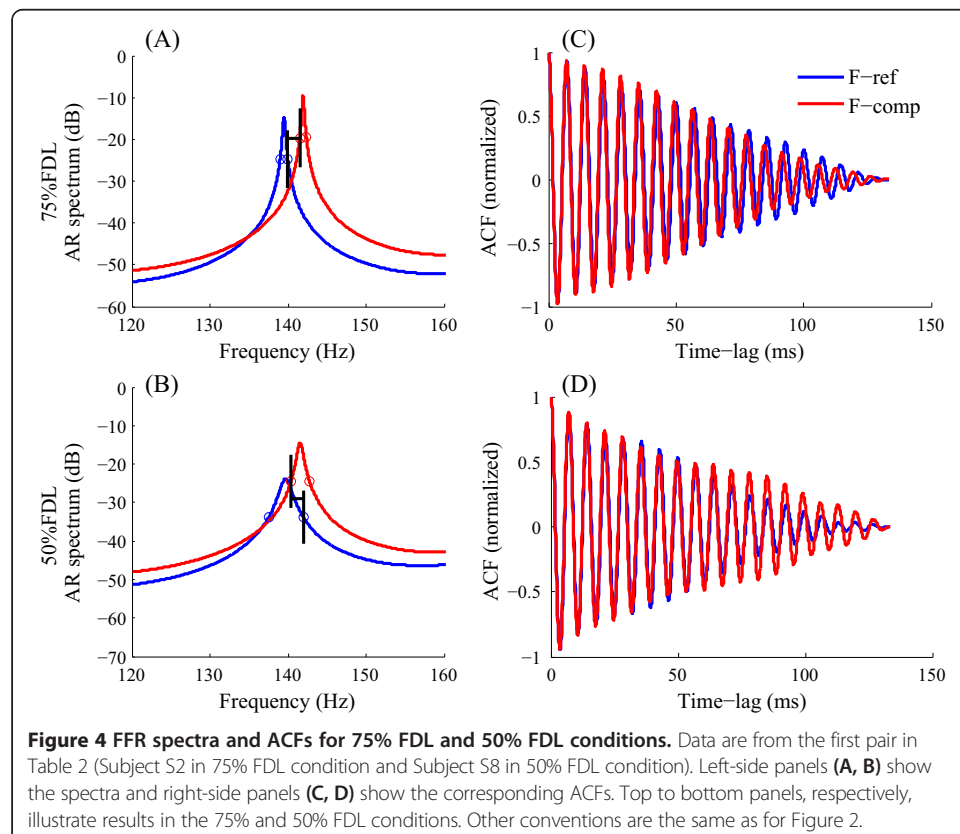 (A)
0
−10
−20
−30
−40
−50
−60
75%FDL
AR spectrum (dB)
120 130 140 150 160
Frequency (Hz)
(C)
1
0.5
0
−0.5
−1
ACF (normalized)
F−ref
F−comp
0 50 100 150
Time−lag (ms)
(B)
0
−10
−20
−30
−40
−50
−60
−70
50%FDL
AR spectrum (dB)
120 130 140 150 160
Frequency (Hz)
(D)
1
0.5
0
−0.5
−1
ACF (normalized)
0 50 100 150
Time−lag (ms)
Figure 4 FFR spectra and ACFs for 75% FDL and 50% FDL conditions. Data are from the first pair in
Table 2 (Subject S2 in 75% FDL condition and Subject S8 in 50% FDL condition). Left-side panels (A, B) show
the spectra and right-side panels (C, D) show the corresponding ACFs. Top to bottom panels, respectively,
illustrate results in the 75% and 50% FDL conditions. Other conventions are the same as for Figure 2.